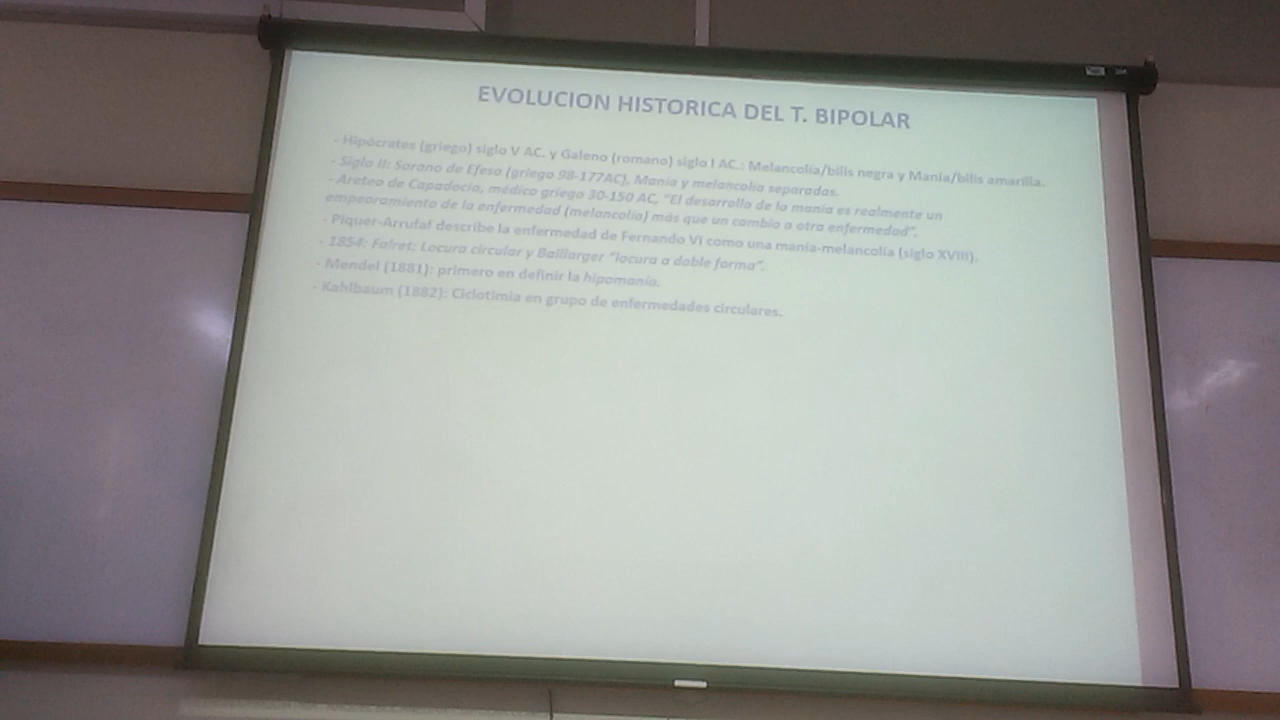 EVOLUCION HISTORICA DEL T. BIPOLAR
- Hipócrates (griego) siglo V AC. y Galeno (romano) siglo I AC.: Melancolía/bilis negra y Manía/bilis amarilla.
- Siglo II: Sorano de Efeso (griego 98-177AC), Manía y melancolía separadas.
- Areteo de Capadocia, médico griego 30-150 AC, "El desarrollo de la manía es realmente un
empeoramiento de la enfermedad (melancolía) más que un cambio a otra enfermedad".
- Piquer-Arrufat describe la enfermedad de Fernando VI como una manía-melancolía (siglo XVIII).
- 1854: Falret: Locura circular y Baillarger "locura a doble forma".
- Mendel (1881): primero en definir la hipomanía.
- Kahlbaum (1882): Ciclotimia en grupo de enfermedades circulares.